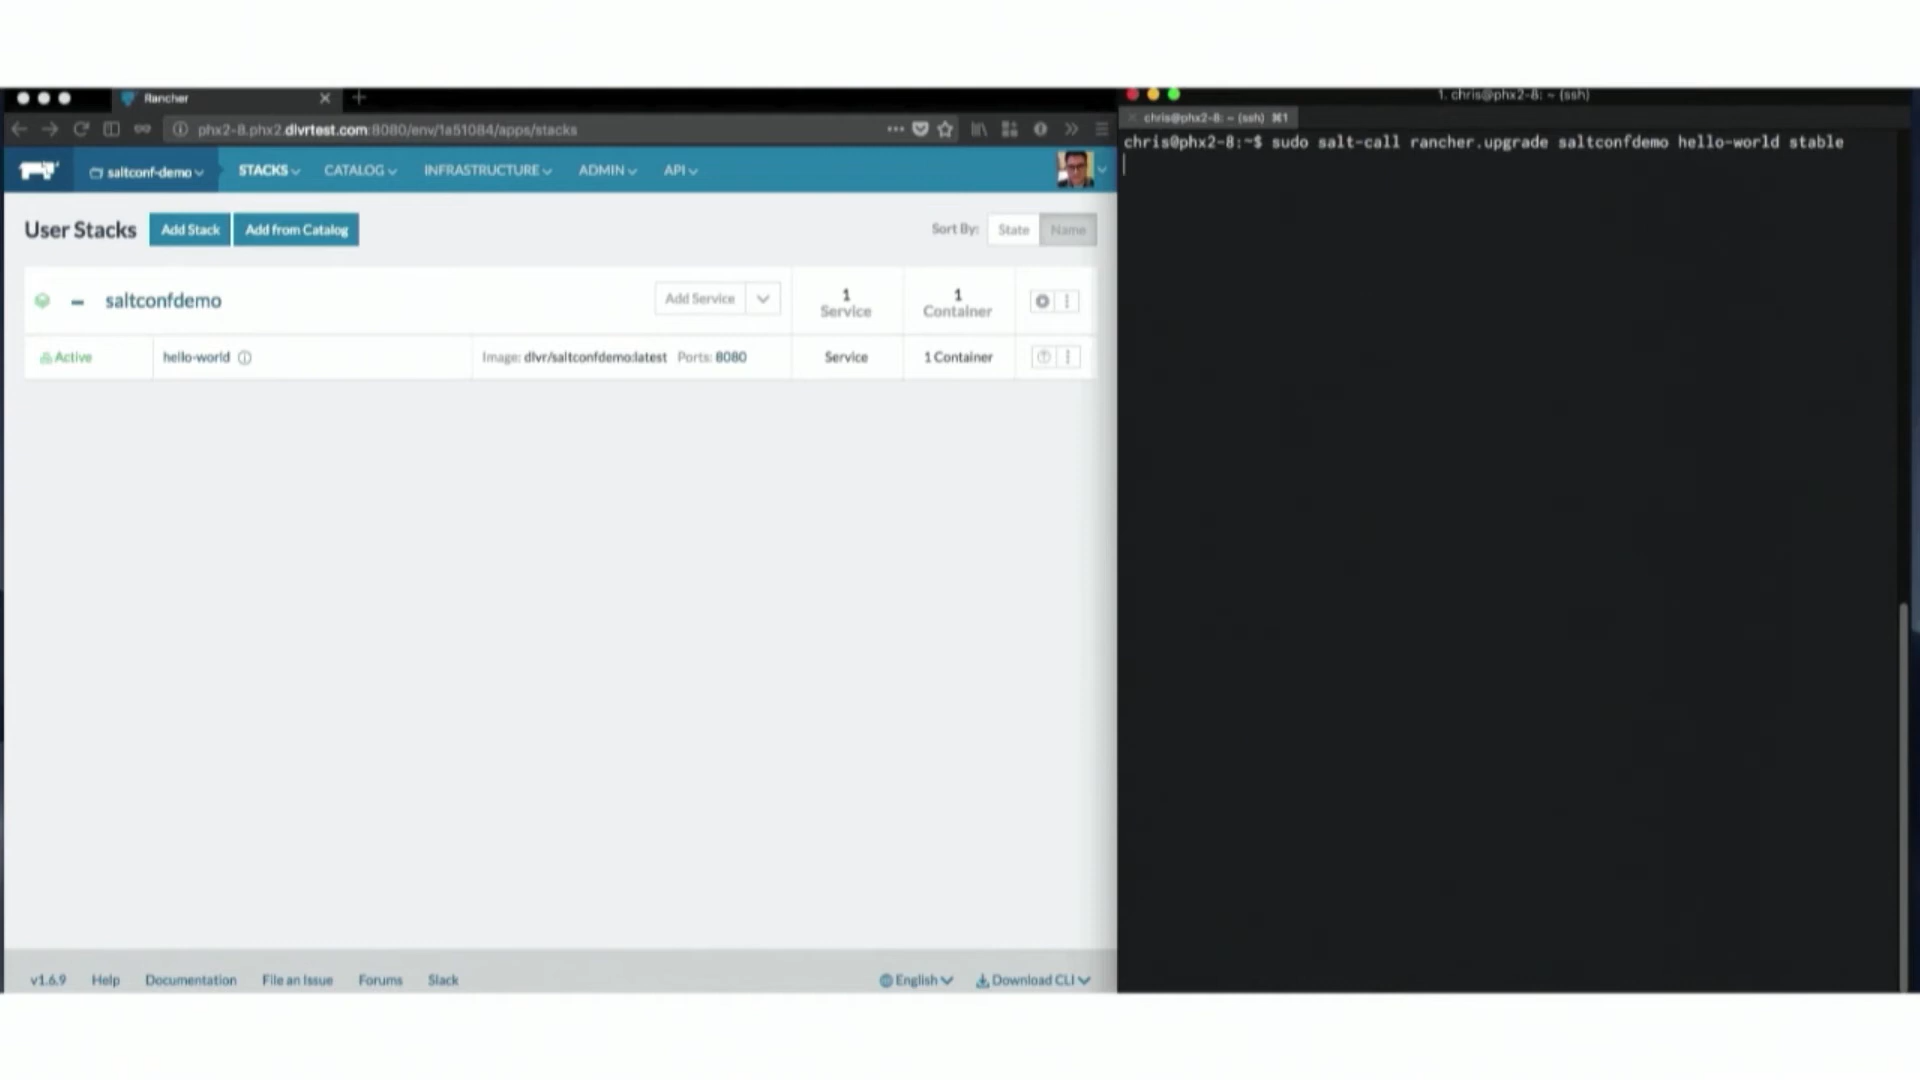 Rancher
phx2-8.phx2.dlvrtest.com:8080/env/1a51084/apps/stacks
saltconf-demo STACKS CATALOG INFRASTRUCTURE ADMIN API
User Stacks Add Stack Add from Catalog Sort By: State Name
saltconfdemo Add Service 1 Service 1 Container
Active hello-world Image: dlvr/saltconfdemo:latest Ports: 8080 Service 1 Container
v1.6.9 Help Documentation File an Issue Forums Slack English Download CLI
1. chris@phx2-8: ~ (ssh)
chris@phx2-8: ~ (ssh) ⌘1
chris@phx2-8:~$ sudo salt-call rancher.upgrade saltconfdemo hello-world stable